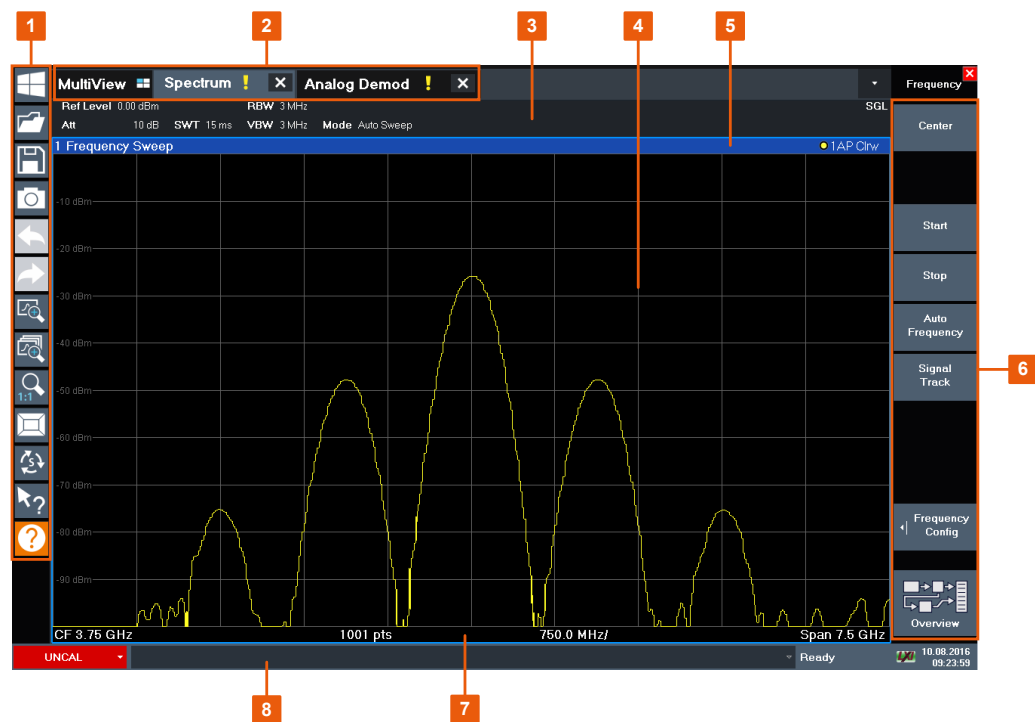 1
2
3
4
5
MultiView Spectrum ! X Analog Demod ! X
Frequency
Ref Level 0.00 dBm RBW 3 MHz SGL
Att 10 dB SWT 15 ms VBW 3 MHz Mode Auto Sweep
1 Frequency Sweep 1AP Clrw
Center
-10 dBm
Start
-20 dBm
Stop
-30 dBm
Auto
Frequency
-40 dBm
Signal
Track
6
1:1
-50 dBm
-60 dBm
S
-70 dBm
?
Frequency
Config
?
-80 dBm
-90 dBm
Overview
CF 3.75 GHz 1001 pts 750.0 MHz/ Span 7.5 GHz
UNCAL Ready 10.08.2016
09:23:59
8
7